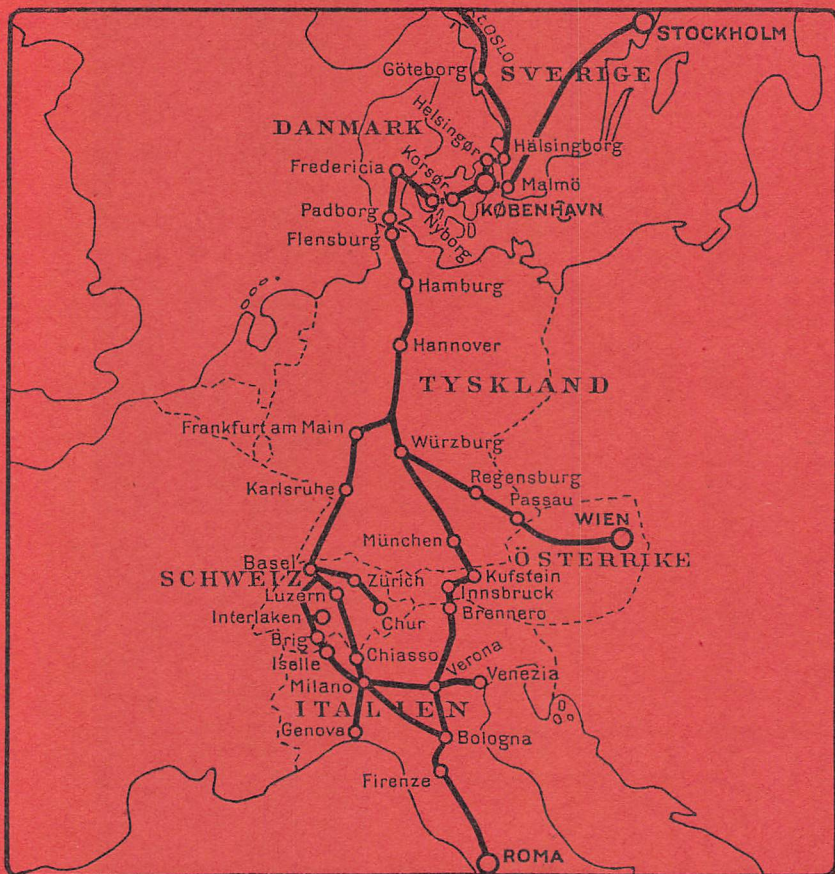 t. OSLO
STOCKHOLM
Göteborg
SVERIGE
DANMARK
Helsingør
Hälsingborg
Korsør
Fredericia
Malmö
KØBENHAVN
Padborg
Nyborg
Flensburg
Hamburg
Hannover
TYSKLAND
Frankfurt am Main
Würzburg
Karlsruhe
Regensburg
Passau
WIEN
München
ÖSTERRIKE
Basel
SCHWEIZ
Zürich
Kufstein
Luzern
Innsbruck
Interlaken
Chur
Brennero
Brig
Iselle
Chiasso
Verona
Milano
Venezia
ITALIEN
Genova
Bologna
Firenze
ROMA